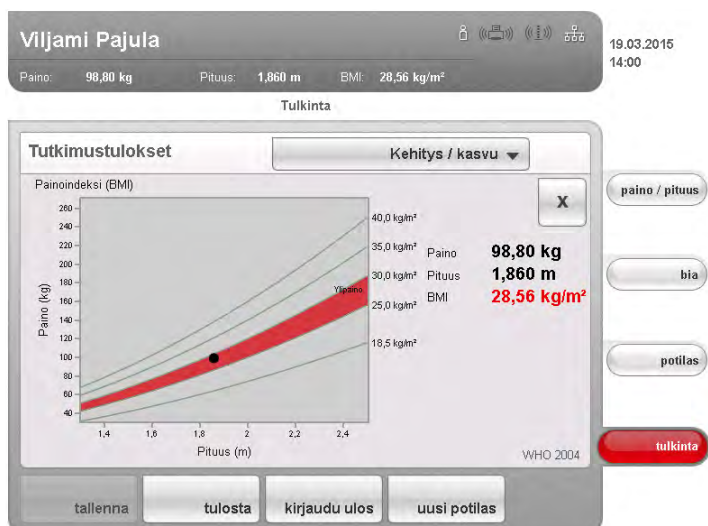 Viljami Pajula
Paino: 98,80 kg Pituus: 1,860 m BMI: 28,56 kg/m²
19.03.2015
14:00
Tulkinta
Tutkimustulokset
Kehitys / kasvu
Painoindeksi (BMI)
X
Paino (kg)
260
240
220
200
180
160
140
120
100
80
60
40
40,0 kg/m²
35,0 kg/m²
30,0 kg/m²
Ylipaino
25,0 kg/m²
18,5 kg/m²
1,4 1,6 1,8 2 2,2 2,4
Pituus (m)
Paino 98,80 kg
Pituus 1,860 m
BMI 28,56 kg/m²
WHO 2004
paino / pituus
bia
potilas
tulkinta
tallenna
tulosta
kirjaudu ulos
uusi potilas